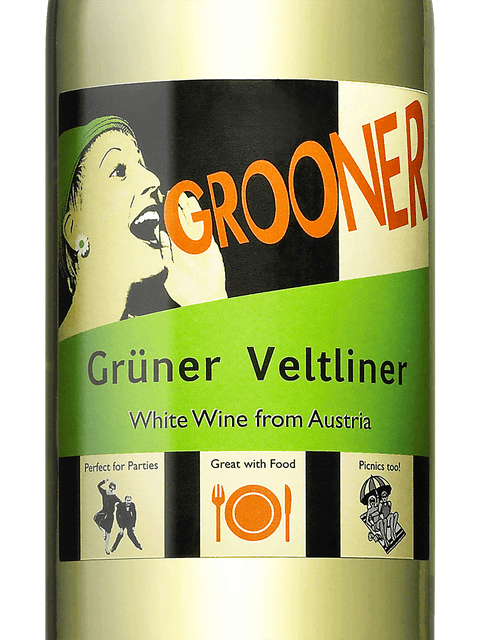 GROONER
Grüner Veltliner
White Wine from Austria
Perfect for Parties
Great with Food
Picnics too!